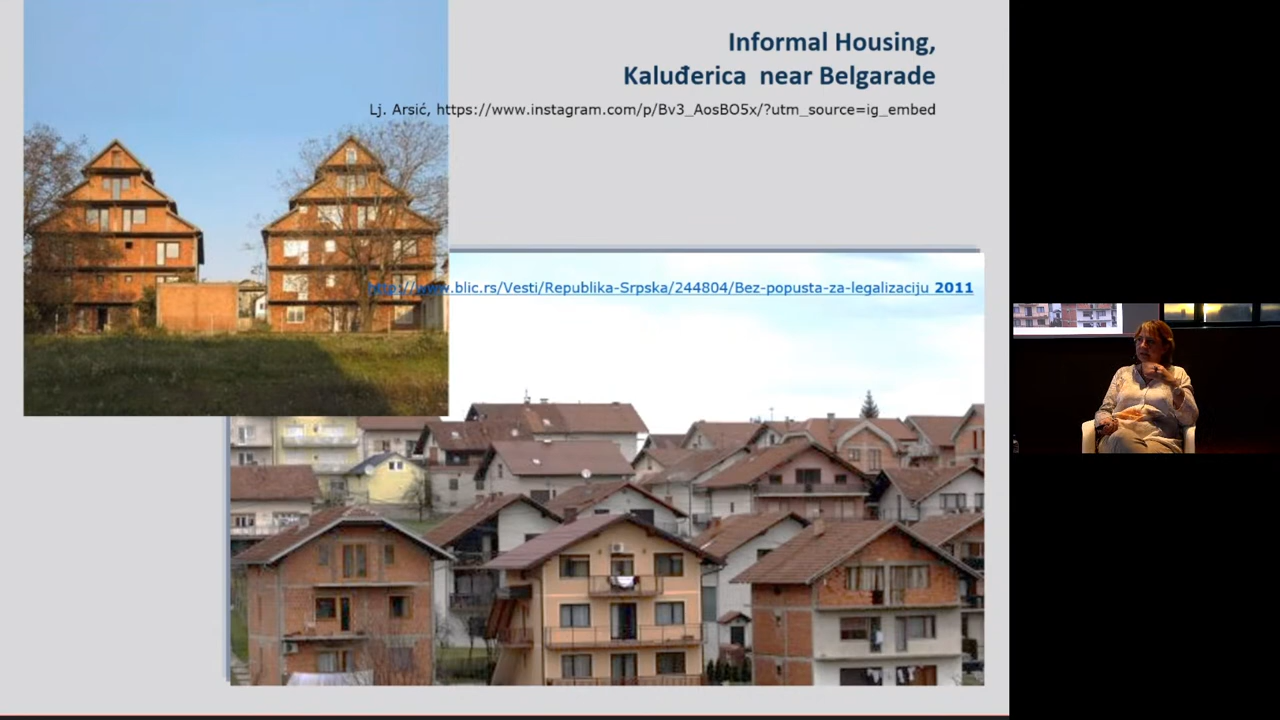 Informal Housing,
Kaluđerica near Belgarade
Lj. Arsić, https://www.instagram.com/p/Bv3_AosBO5x/?utm_source=ig_embed
http://www.blic.rs/Vesti/Republika-Srpska/244804/Bez-popusta-za-legalizaciju 2011